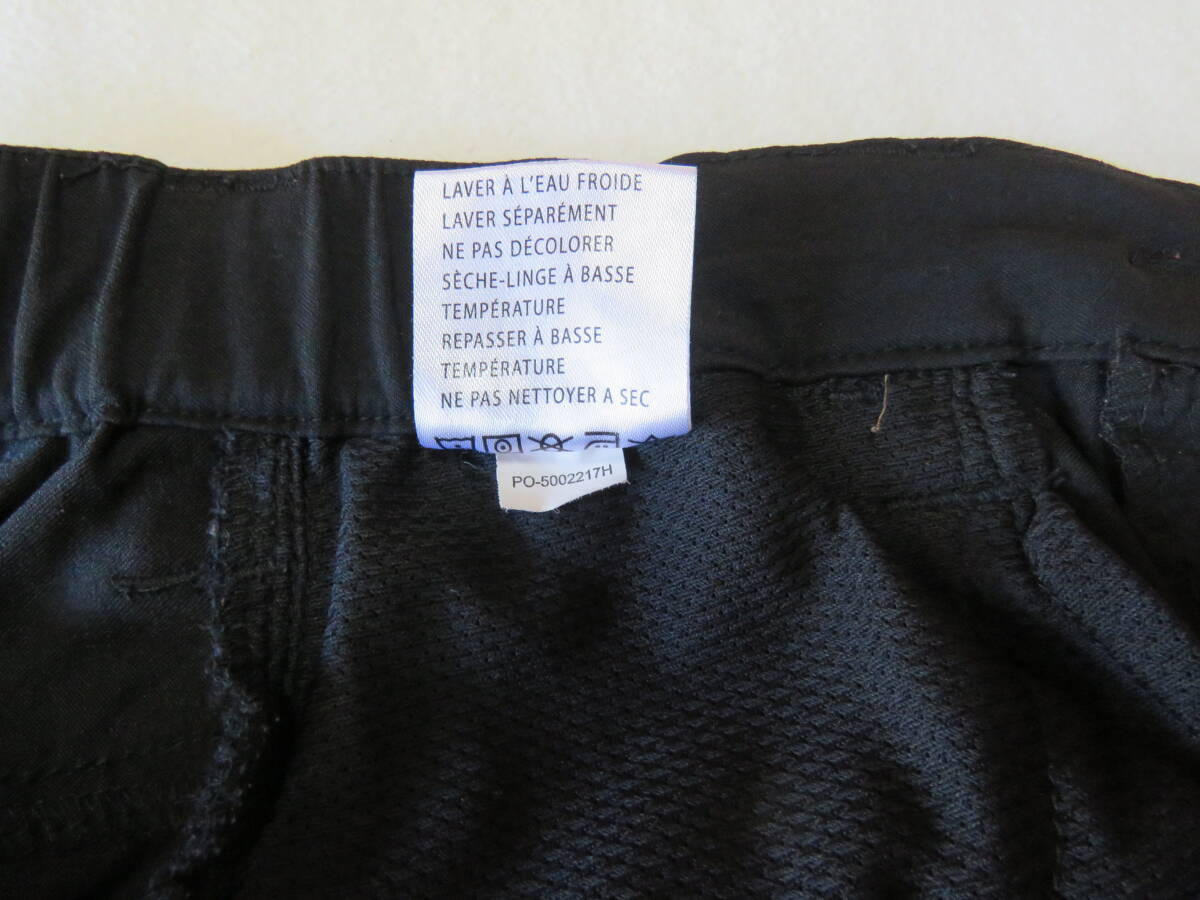 LAVER À L'EAU FROIDE
LAVER SÉPARÉMENT
NE PAS DÉCOLORER
SÈCHE-LINGE À BASSE
TEMPÉRATURE
REPASSER À BASSE
TEMPÉRATURE
NE PAS NETTOYER A SEC
PO-5002217H